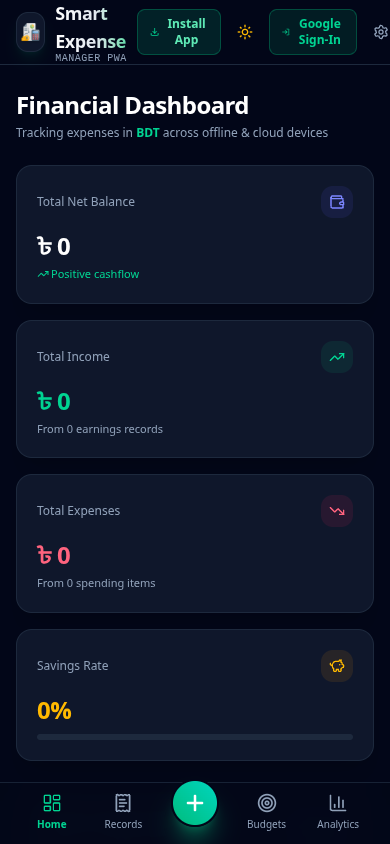 Smart
Expense
MANAGER PWA
Install
App
Google
Sign-In
Financial Dashboard
Tracking expenses in BDT across offline & cloud devices
Total Net Balance
৳ 0
Positive cashflow
Total Income
৳ 0
From 0 earnings records
Total Expenses
৳ 0
From 0 spending items
Savings Rate
0%
Home
Records
Budgets
Analytics